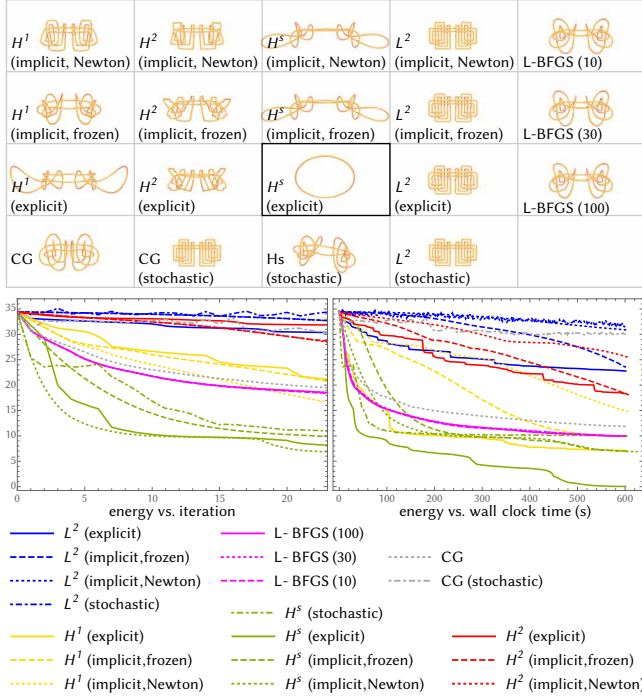 H¹ H² Hˢ L²
(implicit, Newton) (implicit, Newton) (implicit, Newton) (implicit, Newton) L-BFGS (10)
H¹ H² Hˢ L²
(implicit, frozen) (implicit, frozen) (implicit, frozen) (implicit, frozen) L-BFGS (30)
H¹ H² Hˢ L²
(explicit) (explicit) (explicit) (explicit) L-BFGS (100)
CG CG Hs L²
(stochastic) (stochastic) (stochastic)
35
30
25
20
15
10
5
0
0 5 10 15 20
energy vs. iteration
0 100 200 300 400 500 600
energy vs. wall clock time (s)
L² (explicit)
L² (implicit,frozen)
L² (implicit,Newton)
L² (stochastic)
L- BFGS (100)
L- BFGS (30)
L- BFGS (10)
CG
CG (stochastic)
Hˢ (stochastic)
H¹ (explicit)
H¹ (implicit,frozen)
H¹ (implicit,Newton)
Hˢ (explicit)
Hˢ (implicit,frozen)
Hˢ (implicit,Newton)
H² (explicit)
H² (implicit,frozen)
H² (implicit,Newton)